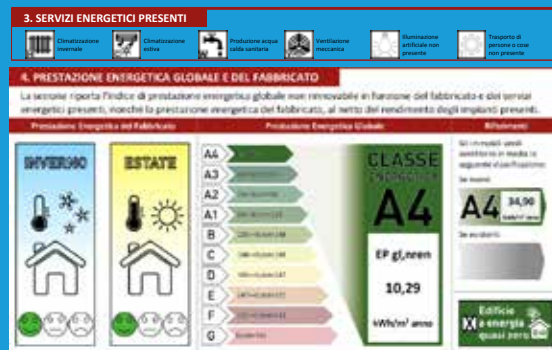 3. SERVIZI ENERGETICI PRESENTI
Climatizzazione
invernale
Climatizzazione
estiva
Produzione acqua
calda sanitaria
Ventilazione
meccanica
Illuminazione
artificiale non
presente
Trasporto di
persone o cose
non presente
4. PRESTAZIONE ENERGETICA GLOBALE E DEL FABBRICATO
La sezione riporta l'indice di prestazione energetica globale non rinnovabile in funzione del fabbricato e dei servizi
energetici presenti, nonché la prestazione energetica del fabbricato, al netto del rendimento degli impianti presenti.
Prestazione Energetica del Fabbricato
Prestazione Energetica Globale
Riferimenti
INVERNO
ESTATE
A4
A3
A2
A1
B
C
D
E
F
G
CLASSE
ENERGETICA
A4
EP gl,nren
10,29
kWh/m² anno
Gli immobili simili
avrebbero in media la
seguente classificazione:
Se nuovi:
A4
34,90
kWh/m² anno
Se esistenti:
X
Edificio
a energia
quasi zero